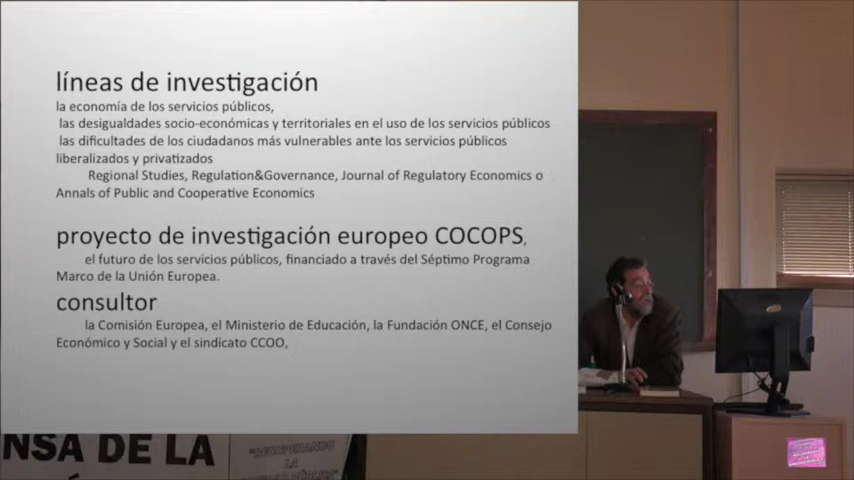 líneas de investigación
la economía de los servicios públicos,
las desigualdades socio-económicas y territoriales en el uso de los servicios públicos
las dificultades de los ciudadanos más vulnerables ante los servicios públicos
liberalizados y privatizados
Regional Studies, Regulation&Governance, Journal of Regulatory Economics o
Annals of Public and Cooperative Economics
proyecto de investigación europeo COCOPS,
el futuro de los servicios públicos, financiado a través del Séptimo Programa
Marco de la Unión Europea.
consultor
la Comisión Europea, el Ministerio de Educación, la Fundación ONCE, el Consejo
Económico y Social y el sindicato CCOO,
NSA DE LA
"RECUPERANDO
LA